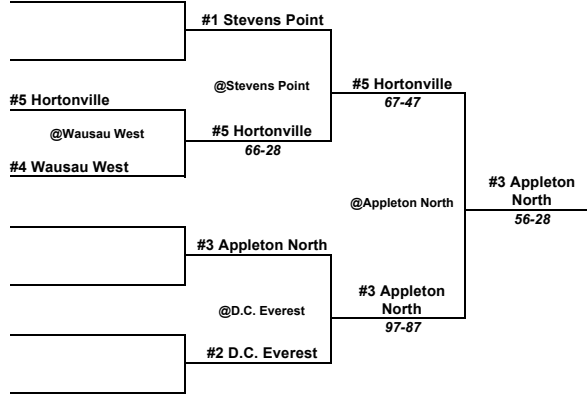 #1 Stevens Point
@Stevens Point
#5 Hortonville
67-47
#5 Hortonville
@Wausau West
#5 Hortonville
66-28
#4 Wausau West
#3 Appleton
North
56-28
@Appleton North
#3 Appleton North
#3 Appleton
North
97-87
@D.C. Everest
#2 D.C. Everest